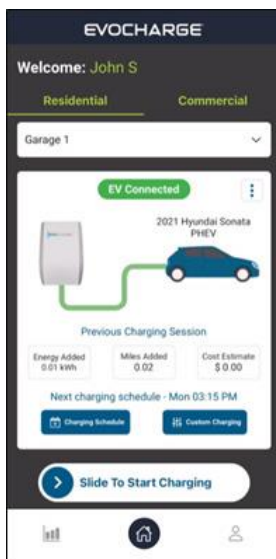 EVOCHARGE
Welcome: John S
Residential Commercial
Garage 1
EV Connected
2021 Hyundai Sonata
PHEV
Previous Charging Session
Energy Added Miles Added Cost Estimate
0.01 kWh 0.02 $ 0.00
Next charging schedule - Mon 03:15 PM
Charging Schedule Custom Charging
Slide To Start Charging